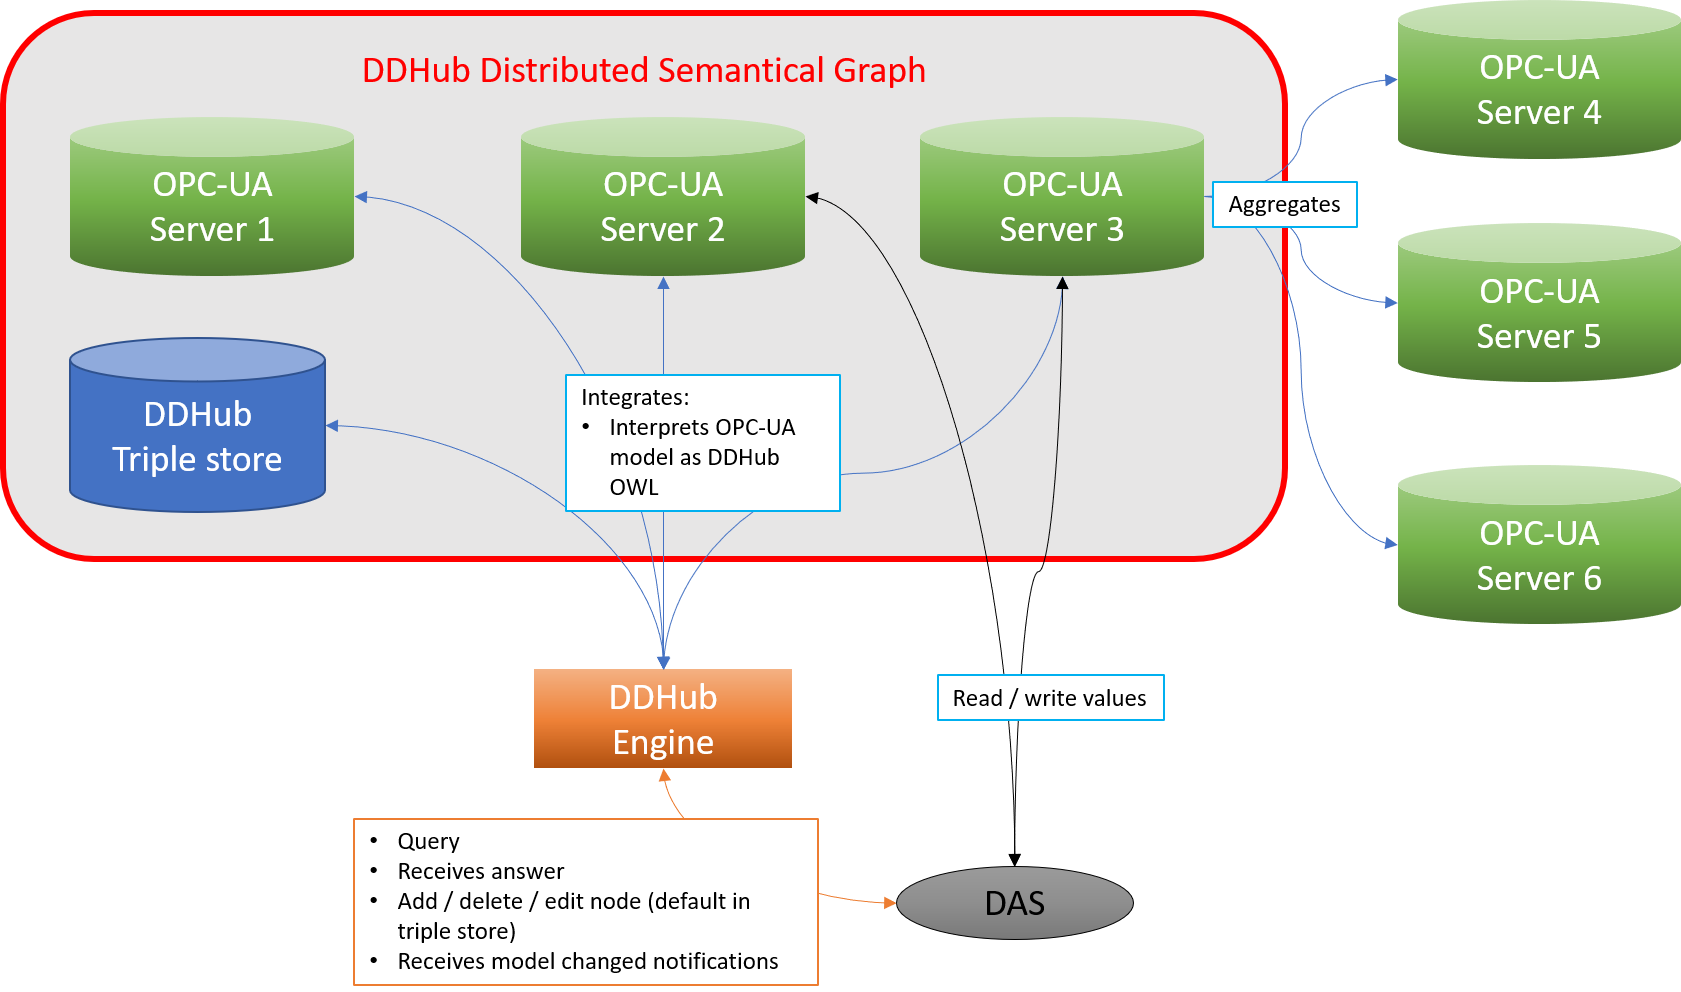 DDHub Distributed Semantical Graph
OPC-UA
Server 1
OPC-UA
Server 2
OPC-UA
Server 3
OPC-UA
Server 4
Aggregates
OPC-UA
Server 5
DDHub
Triple store
Integrates:
• Interprets OPC-UA
model as DDHub
OWL
OPC-UA
Server 6
DDHub
Engine
Read / write values
• Query
• Receives answer
• Add / delete / edit node (default in
triple store)
• Receives model changed notifications
DAS